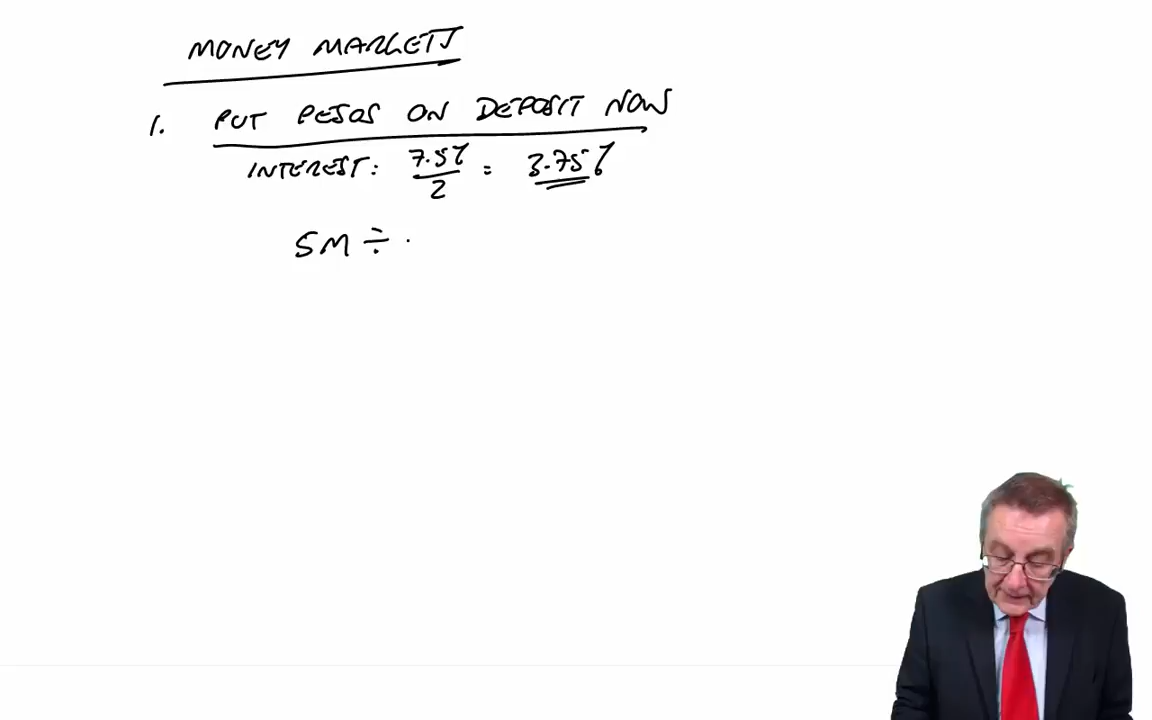 MONEY MARKETS
1. PUT PESOS ON DEPOSIT NOW
INTEREST: 7.5% / 2 = 3.75%
5M ÷ .